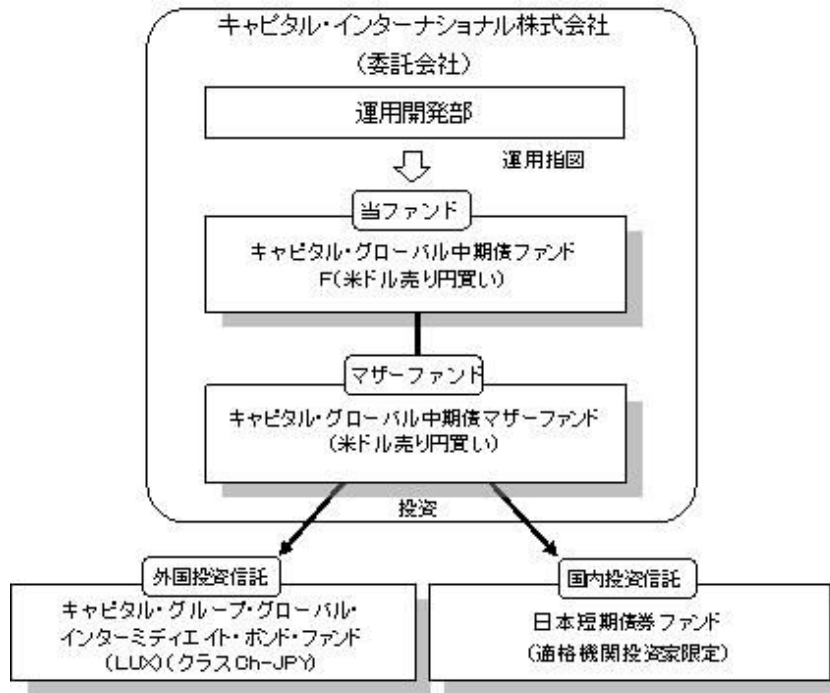 キャピタル・インターナショナル株式会社
(委託会社)
運用開発部
運用指図
当ファンド
キャピタル・グローバル中期債ファンド
F(米ドル売り円買い)
マザーファンド
キャピタル・グローバル中期債マザーファンド
(米ドル売り円買い)
投資
外国投資信託
キャピタル・グループ・グローバル・
インターミディエイト・ボンド・ファンド
(LUX)(クラスCh-JPY)
国内投資信託
日本短期債券ファンド
(適格機関投資家限定)